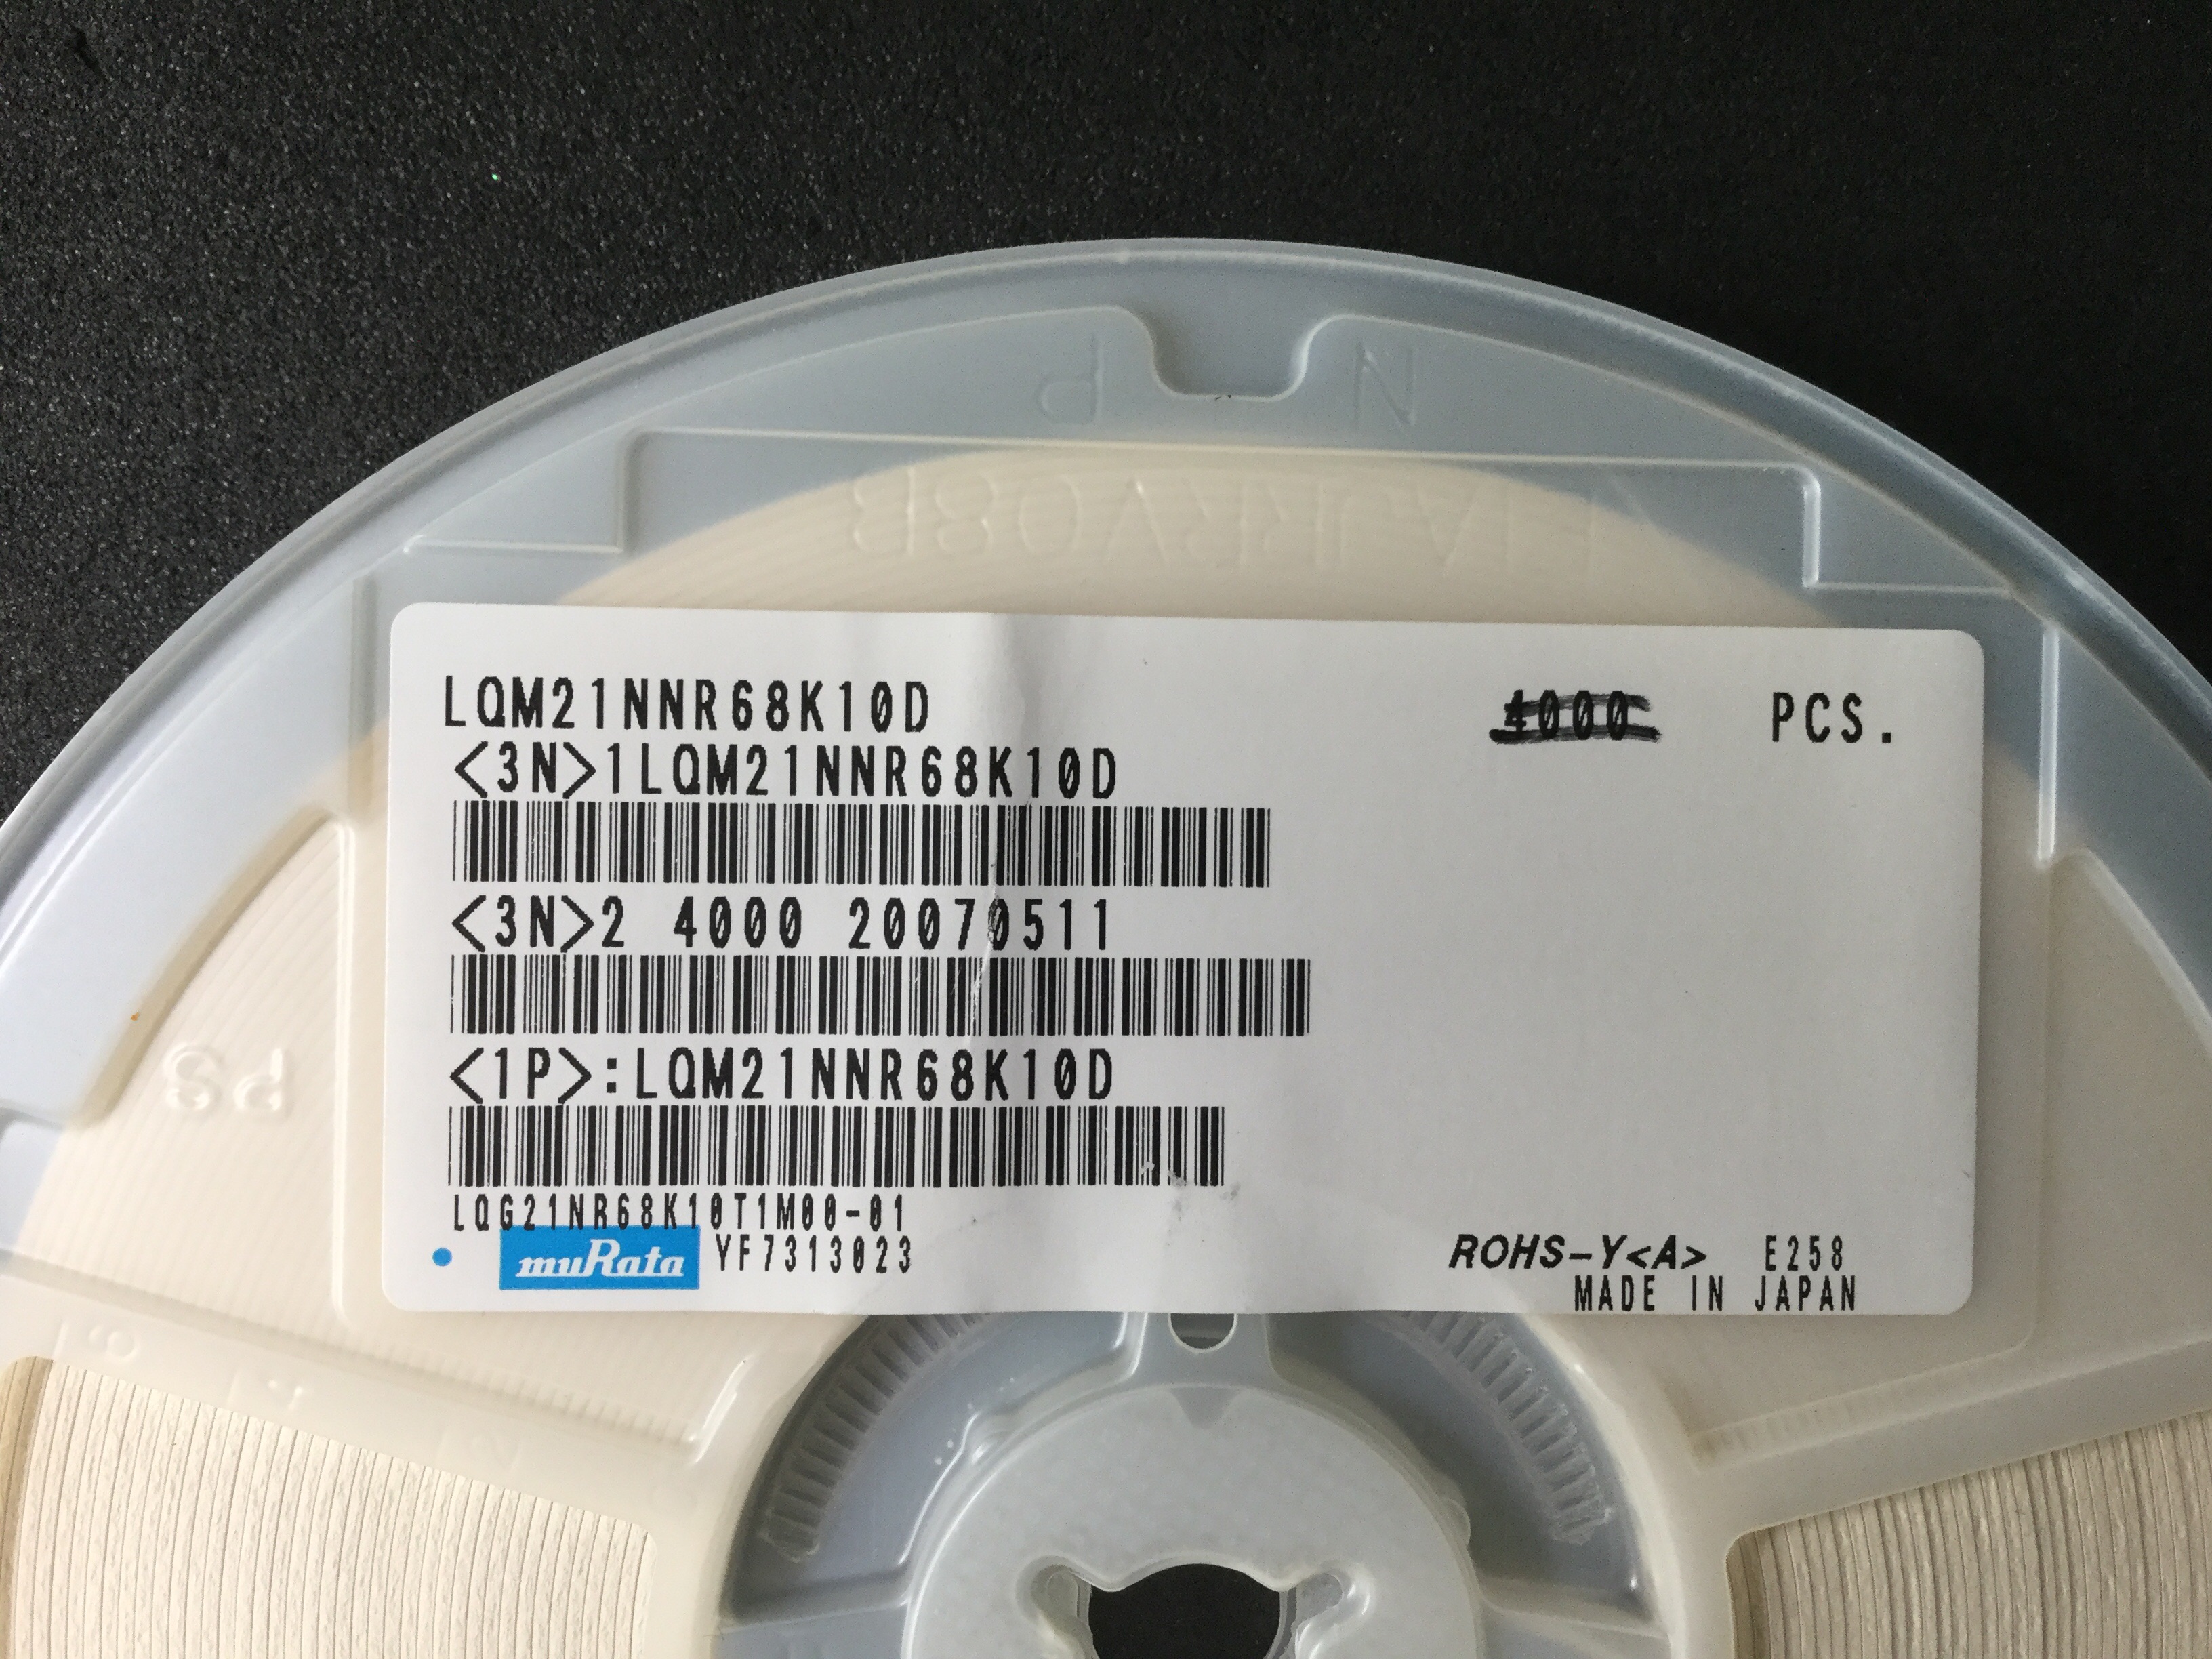 LQM21NNR68K10D 4000 PCS.
<3N>1LQM21NNR68K10D
<3N>2 4000 20070511
<1P>:LQM21NNR68K10D
LQG21NR68K10T1M00-01
muRata YF7313023 ROHS-Y<A> E258
MADE IN JAPAN
P N
PS